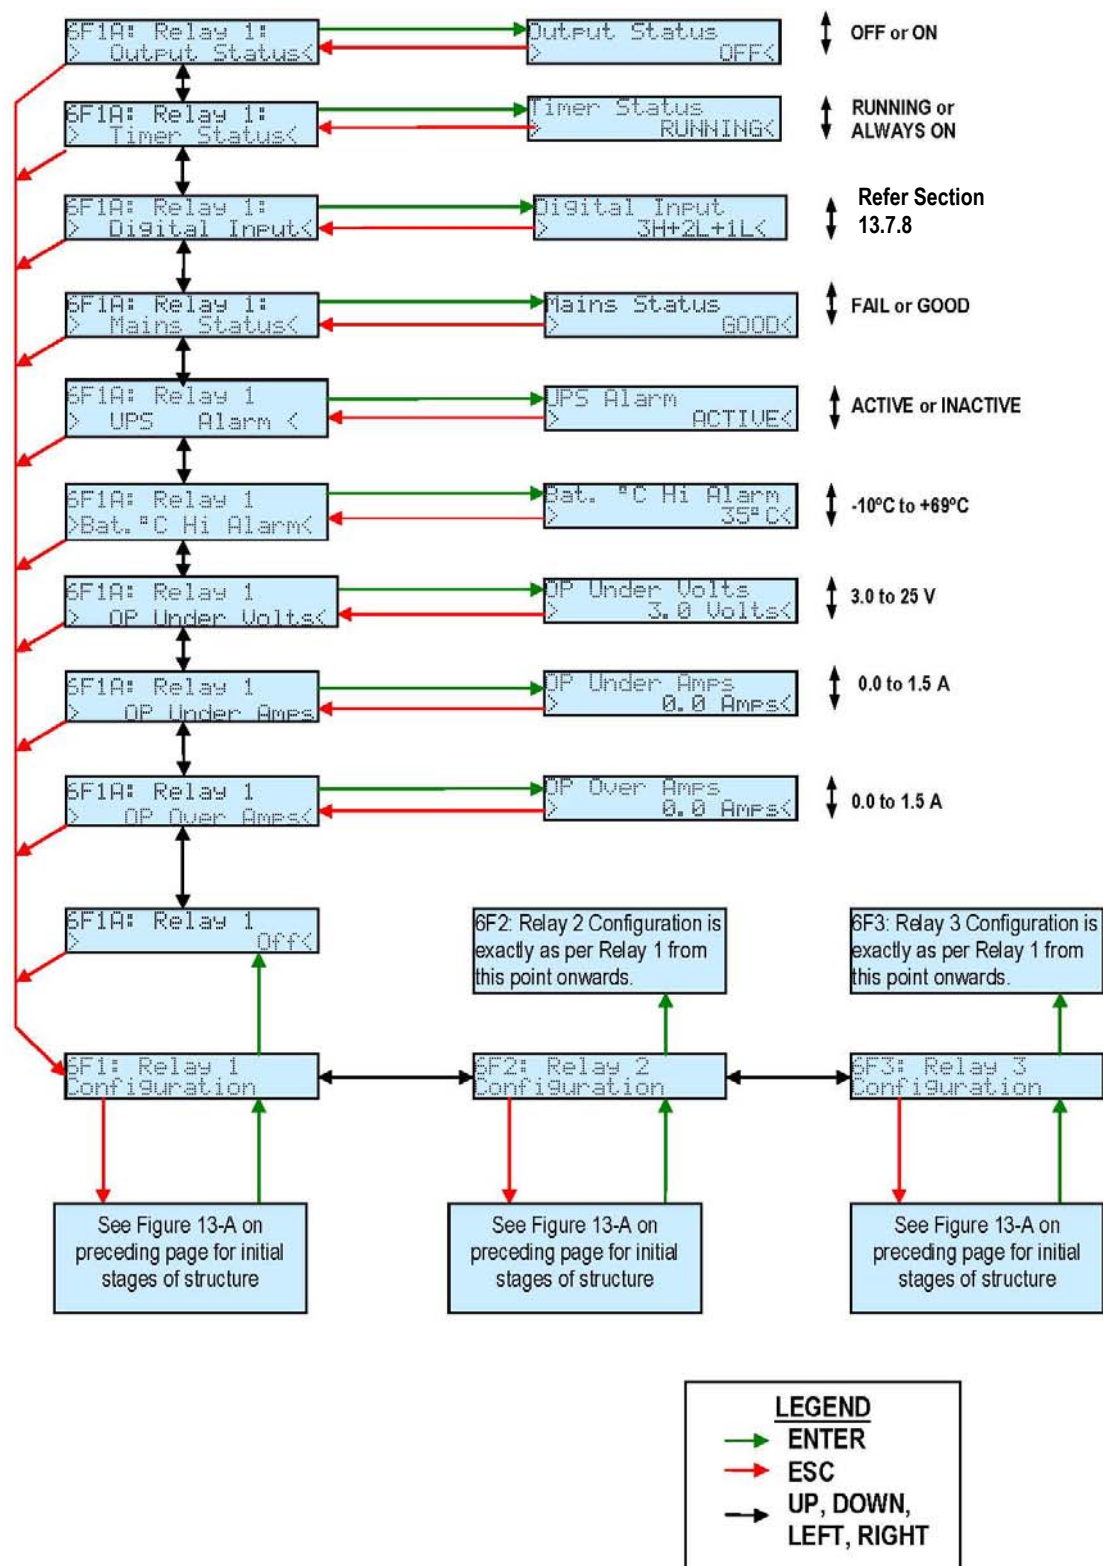 6F1A: Relay 1:
> Output Status<
Output Status
> OFF<
OFF or ON
6F1A: Relay 1:
> Timer Status<
Timer Status
> RUNNING<
RUNNING or
ALWAYS ON
6F1A: Relay 1:
> Digital Input<
Digital Input
> 3H+2L+1L<
Refer Section
13.7.8
6F1A: Relay 1:
> Mains Status<
Mains Status
> GOOD<
FAIL or GOOD
6F1A: Relay 1
> UPS Alarm <
UPS Alarm
> ACTIVE<
ACTIVE or INACTIVE
6F1A: Relay 1
>Bat.°C Hi Alarm<
Bat. °C Hi Alarm
> 35°C<
-10ºC to +69ºC
6F1A: Relay 1
> OP Under Volts<
OP Under Volts
> 3.0 Volts<
3.0 to 25 V
6F1A: Relay 1
> OP Under Amps
OP Under Amps
> 0.0 Amps<
0.0 to 1.5 A
6F1A: Relay 1
> OP Over Amps<
OP Over Amps
> 0.0 Amps<
0.0 to 1.5 A
6F1A: Relay 1
> Off<
6F2: Relay 2 Configuration is
exactly as per Relay 1 from
this point onwards.
6F3: Relay 3 Configuration is
exactly as per Relay 1 from
this point onwards.
6F1: Relay 1
Configuration
6F2: Relay 2
Configuration
6F3: Relay 3
Configuration
See Figure 13-A on
preceding page for initial
stages of structure
See Figure 13-A on
preceding page for initial
stages of structure
See Figure 13-A on
preceding page for initial
stages of structure
LEGEND
ENTER
ESC
UP, DOWN,
LEFT, RIGHT